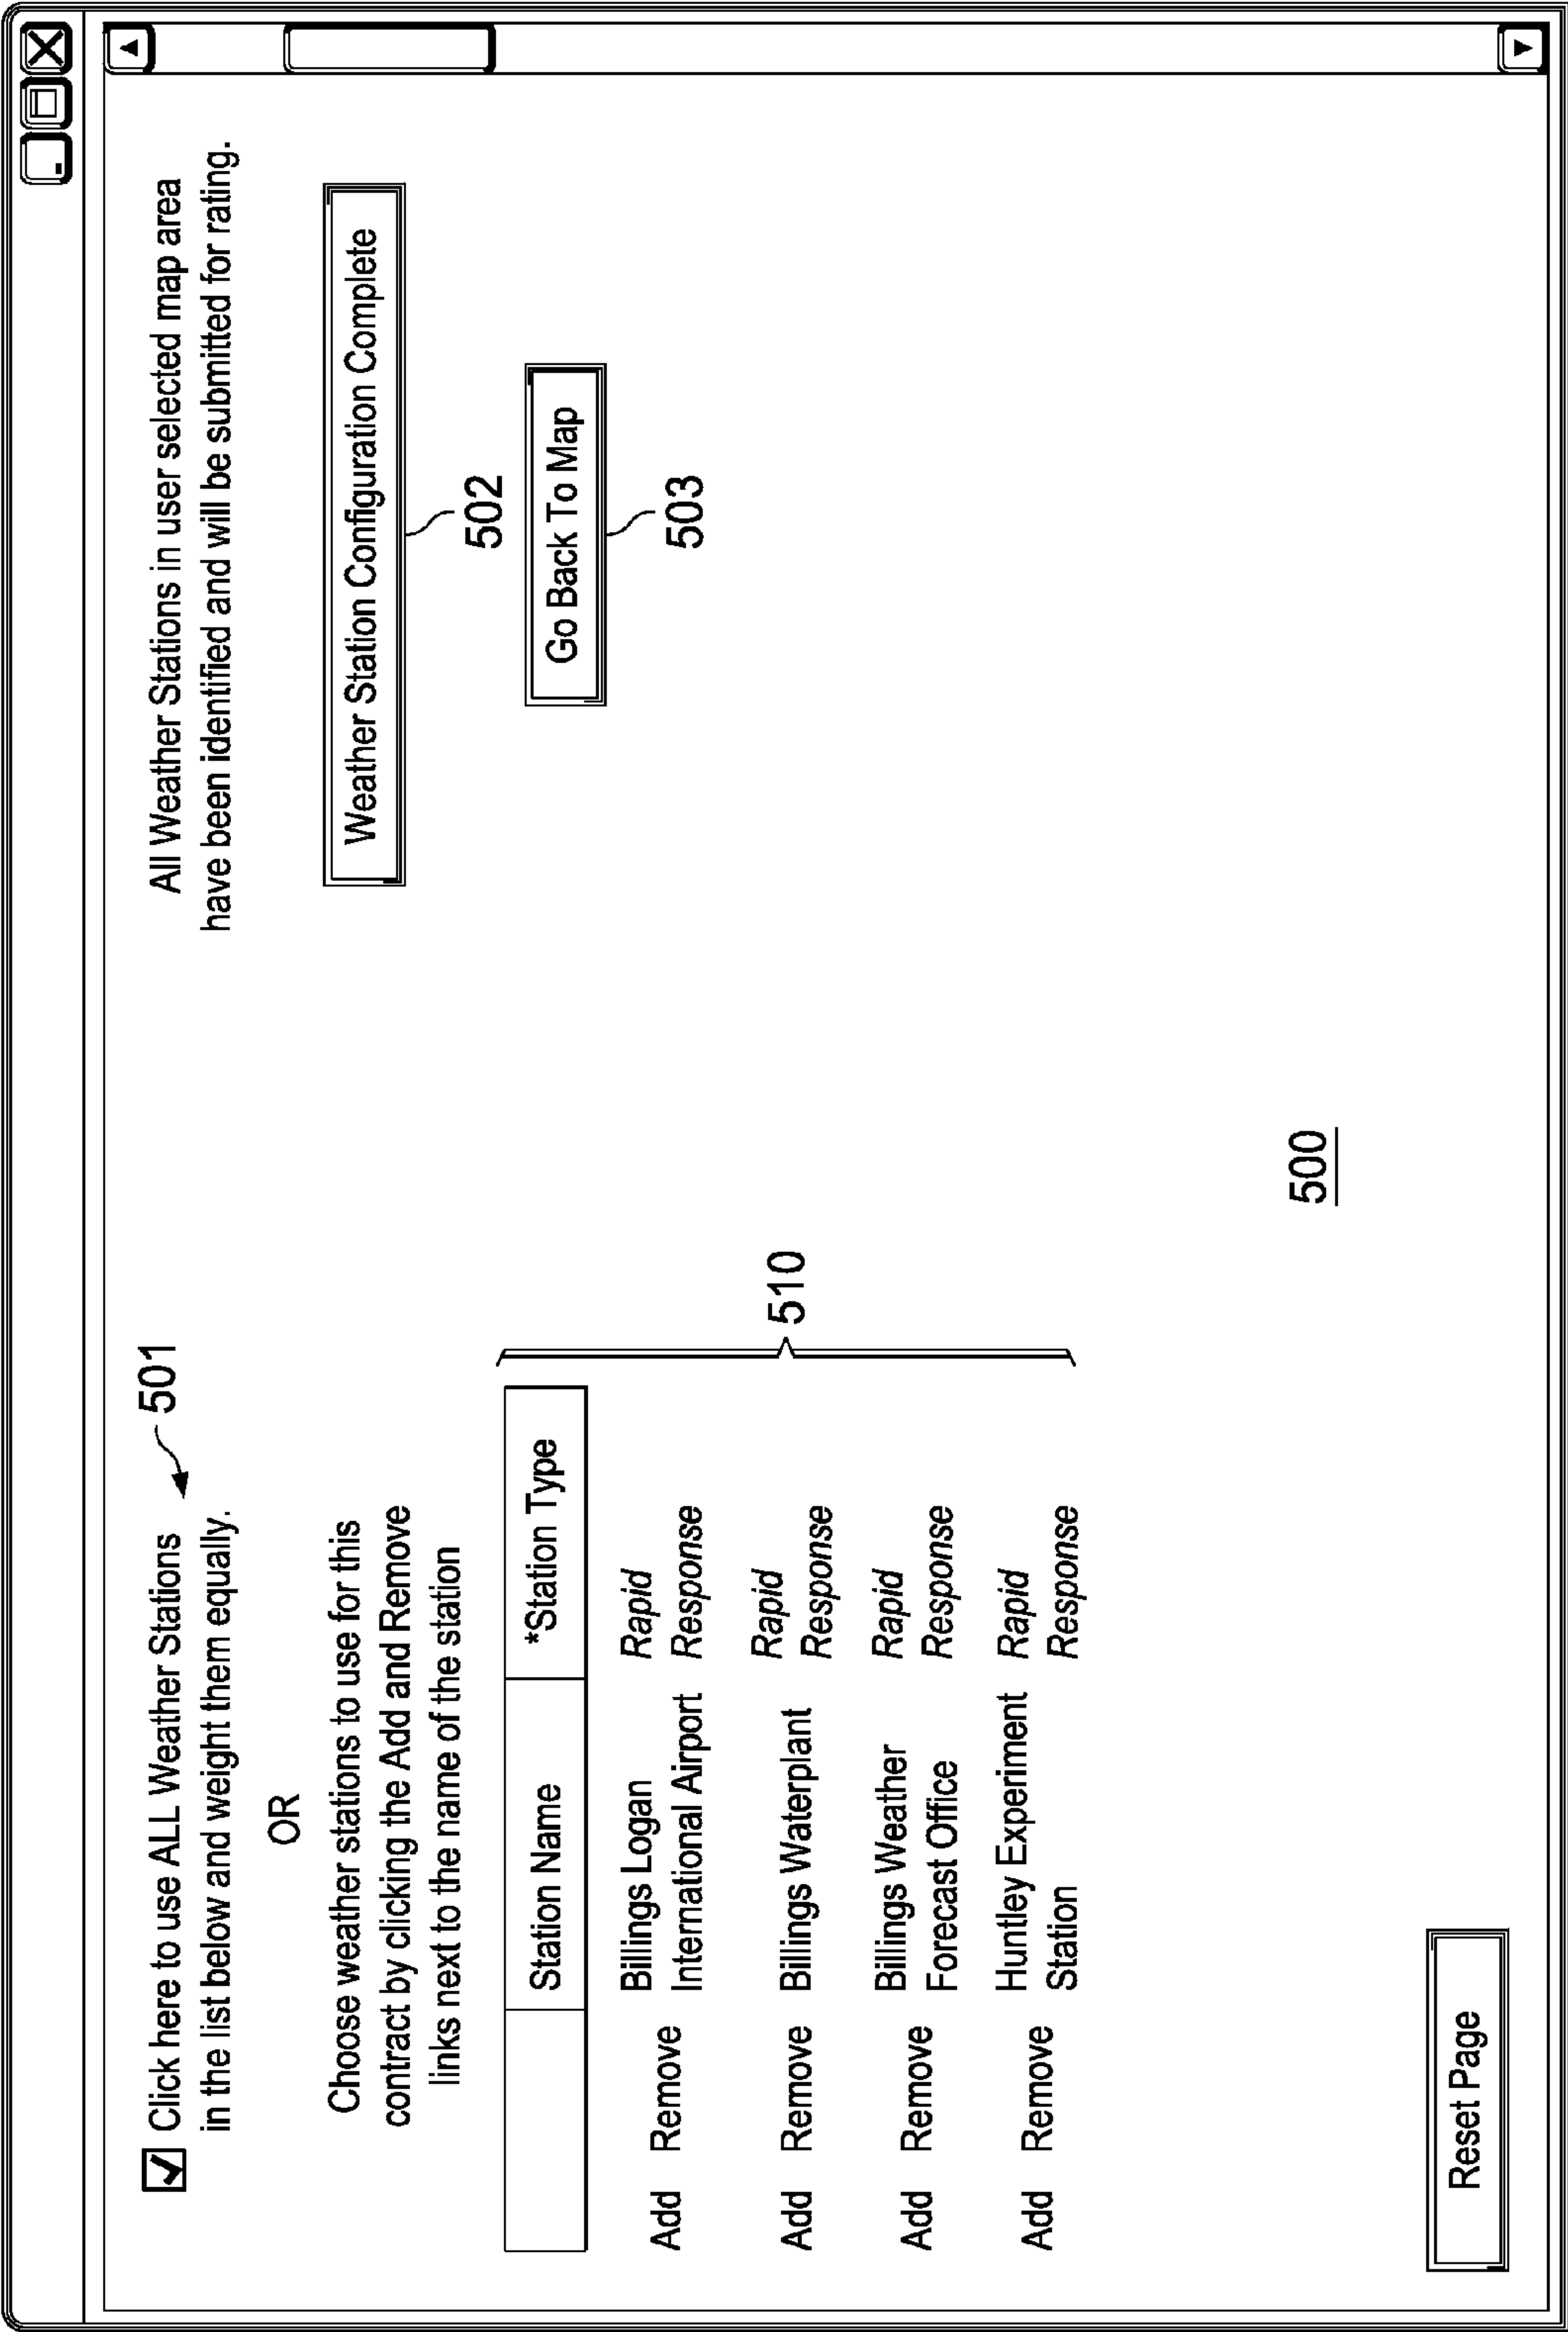 Click here to use ALL Weather Stations
in the list below and weight them equally.
501
OR
Choose weather stations to use for this
contract by clicking the Add and Remove
links next to the name of the station
Station Name *Station Type
Add Remove Billings Logan Rapid
International Airport Response
Add Remove Billings Waterplant Rapid
Response
Add Remove Billings Weather Rapid
Forecast Office Response
Add Remove Huntley Experiment Rapid
Station Response
510
All Weather Stations in user selected map area
have been identified and will be submitted for rating.
Weather Station Configuration Complete
502
Go Back To Map
503
500
Reset Page